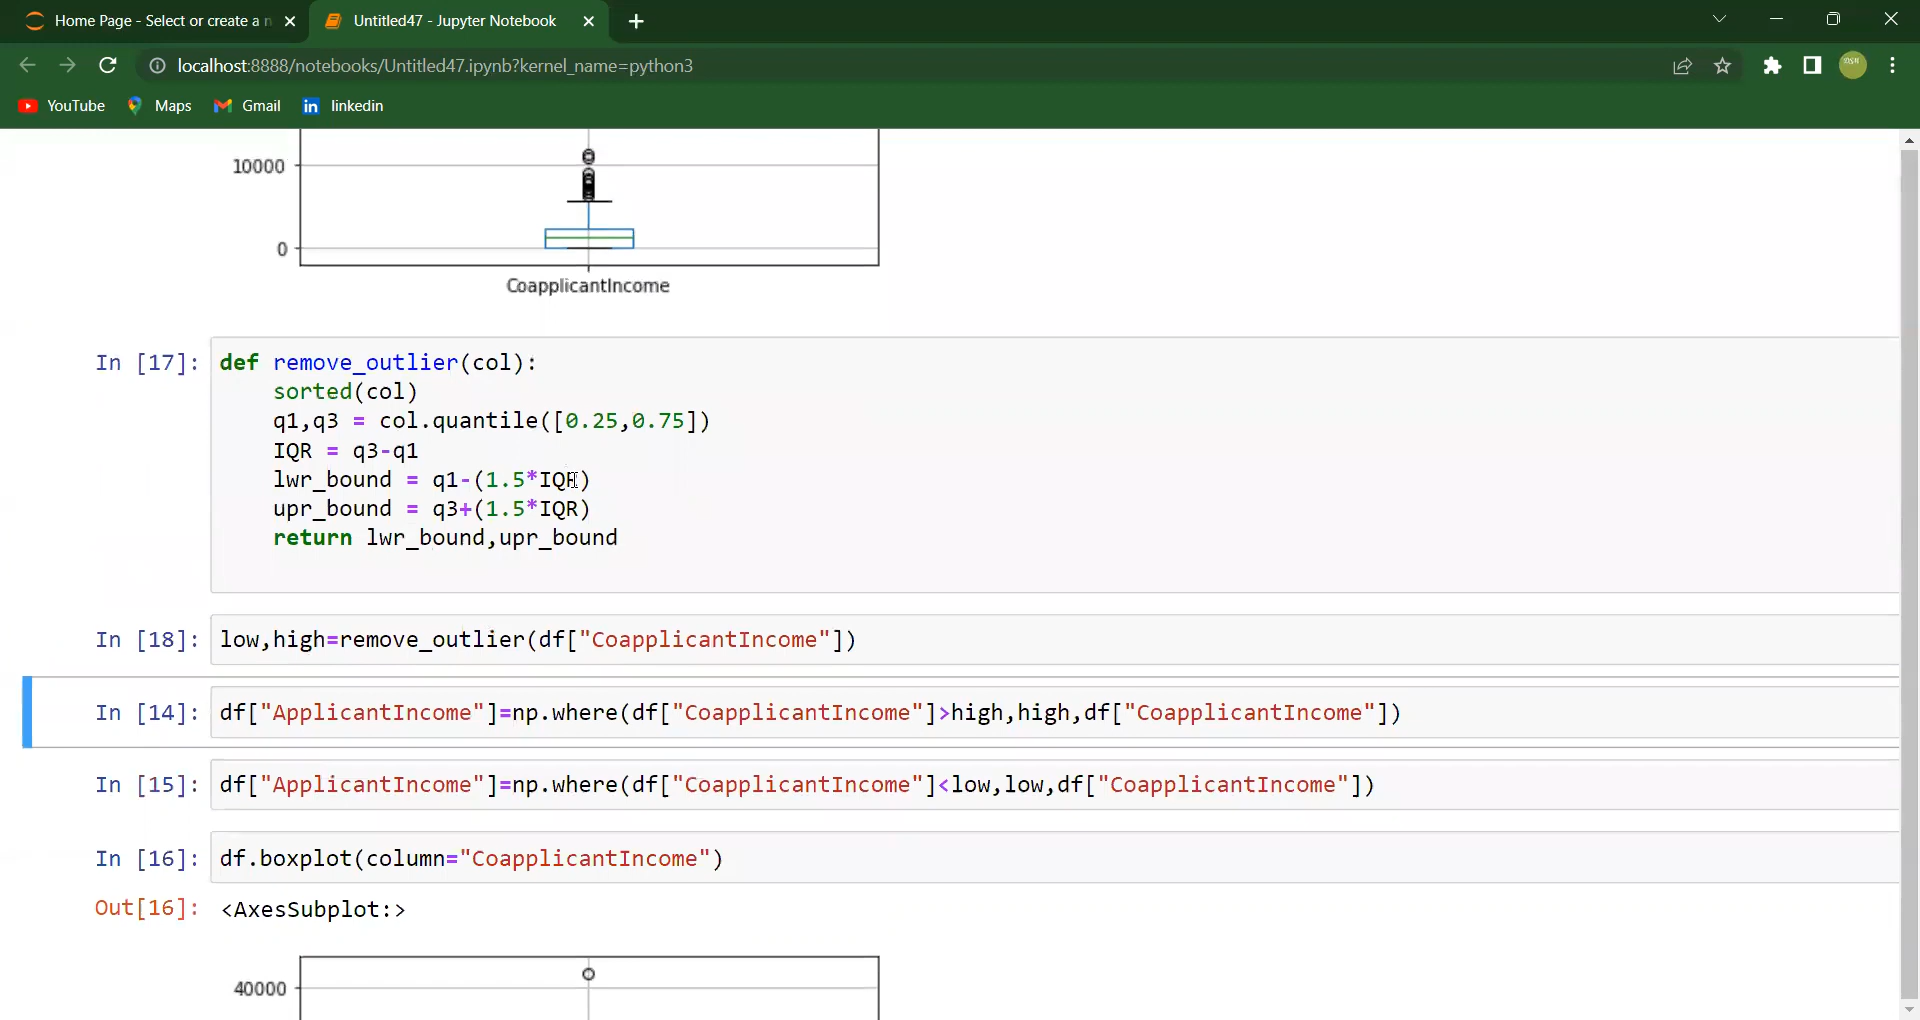 Home Page - Select or create a n
Untitled47 - Jupyter Notebook
localhost:8888/notebooks/Untitled47.ipynb?kernel_name=python3
YouTube
Maps
Gmail
linkedin
10000
0
CoapplicantIncome
In [17]:
def remove_outlier(col):
    sorted(col)
    q1,q3 = col.quantile([0.25,0.75])
    IQR = q3-q1
    lwr_bound = q1-(1.5*IQR)
    upr_bound = q3+(1.5*IQR)
    return lwr_bound,upr_bound
In [18]: low,high=remove_outlier(df["CoapplicantIncome"])
In [14]: df["ApplicantIncome"]=np.where(df["CoapplicantIncome"]>high,high,df["CoapplicantIncome"])
In [15]: df["ApplicantIncome"]=np.where(df["CoapplicantIncome"]<low,low,df["CoapplicantIncome"])
In [16]: df.boxplot(column="CoapplicantIncome")
Out[16]: <AxesSubplot:>
40000